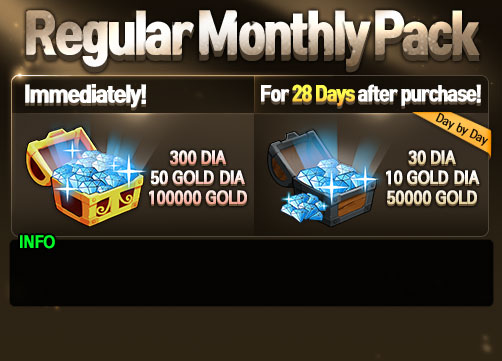 Regular Monthly Pack
Immediately!
For 28 Days after purchase!
Day by Day
300 DIA
50 GOLD DIA
100000 GOLD
30 DIA
10 GOLD DIA
50000 GOLD
INFO